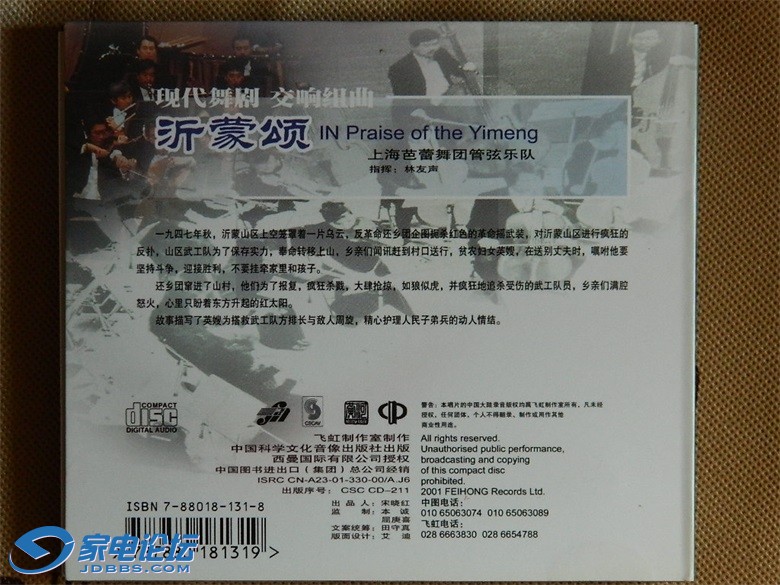 现代舞剧 交响组曲
沂蒙颂 IN Praise of the Yimeng
上海芭蕾舞团管弦乐队
指挥：林友声
一九四七年秋，沂蒙山区上空笼罩着一片乌云，反革命还乡团企图扼杀红色的革命摇武装，对沂蒙山区进行疯狂的
反扑，山区武工队为了保存实力，奉命转移上山，乡亲们闻讯赶到村口送行，贫农妇女英嫂，在送别丈夫时，嘱咐他要
坚持斗争，迎接胜利，不要挂牵家里和孩子。
还乡团窜进了山村，他们为了报复，疯狂杀戮，大肆抢掠，如狼似虎，并疯狂地追杀受伤的武工队员，乡亲们满腔
怒火，心里只盼着东方升起的红太阳。
故事描写了英嫂为搭救武工队方排长与敌人周旋，精心护理人民子弟兵的动人情结。
COMPACT
disc
DIGITAL AUDIO
CSCAV
飞虹制作室制作
中国科学文化音像出版社出版
西曼国际有限公司授权
中国图书进出口（集团）总公司经销
ISRC CN-A23-01-330-00/A.J6
出版序号： CSC CD-211
警告：本唱片的中国大陆录音版权均属飞虹制作室所有，凡未经
授权，任何团体、个人不得翻录、制作或用作其他
商业性用途。
All rights reserved.
Unauthorised public performance,
broadcasting and copying
of this compact disc
prohibited.
2001 FEIHONG Records Ltd.
中图电话：
010 65063074 010 65063089
飞虹电话：
028 6663830 028 6654788
ISBN 7-88018-131-8
181319>
出品人：宋晓红
监制：本诚
屈庚喜
文案统筹：田守真
版面设计：艾迪
家电论坛
JDBBS.COM